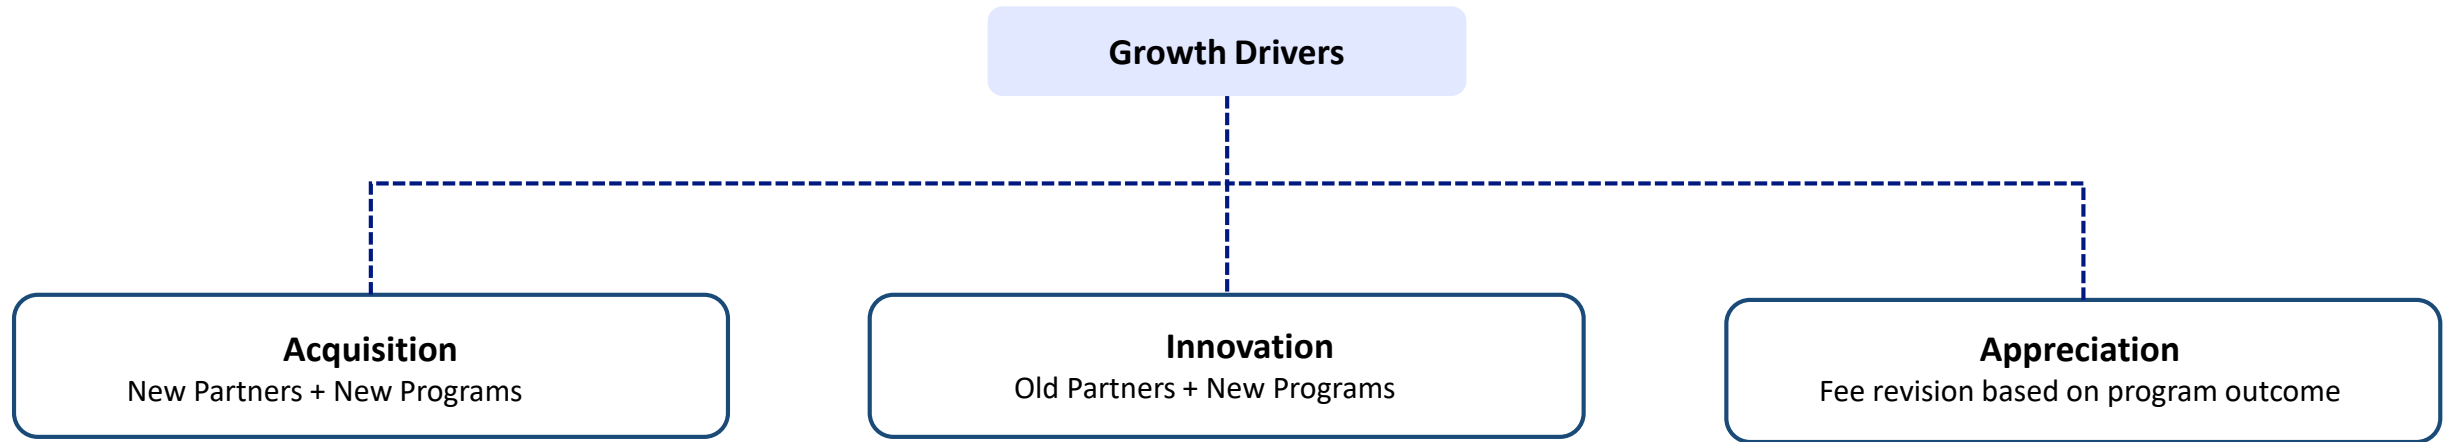 Growth Drivers
Acquisition
New Partners + New Programs
Innovation
Old Partners + New Programs
Appreciation
Fee revision based on program outcome